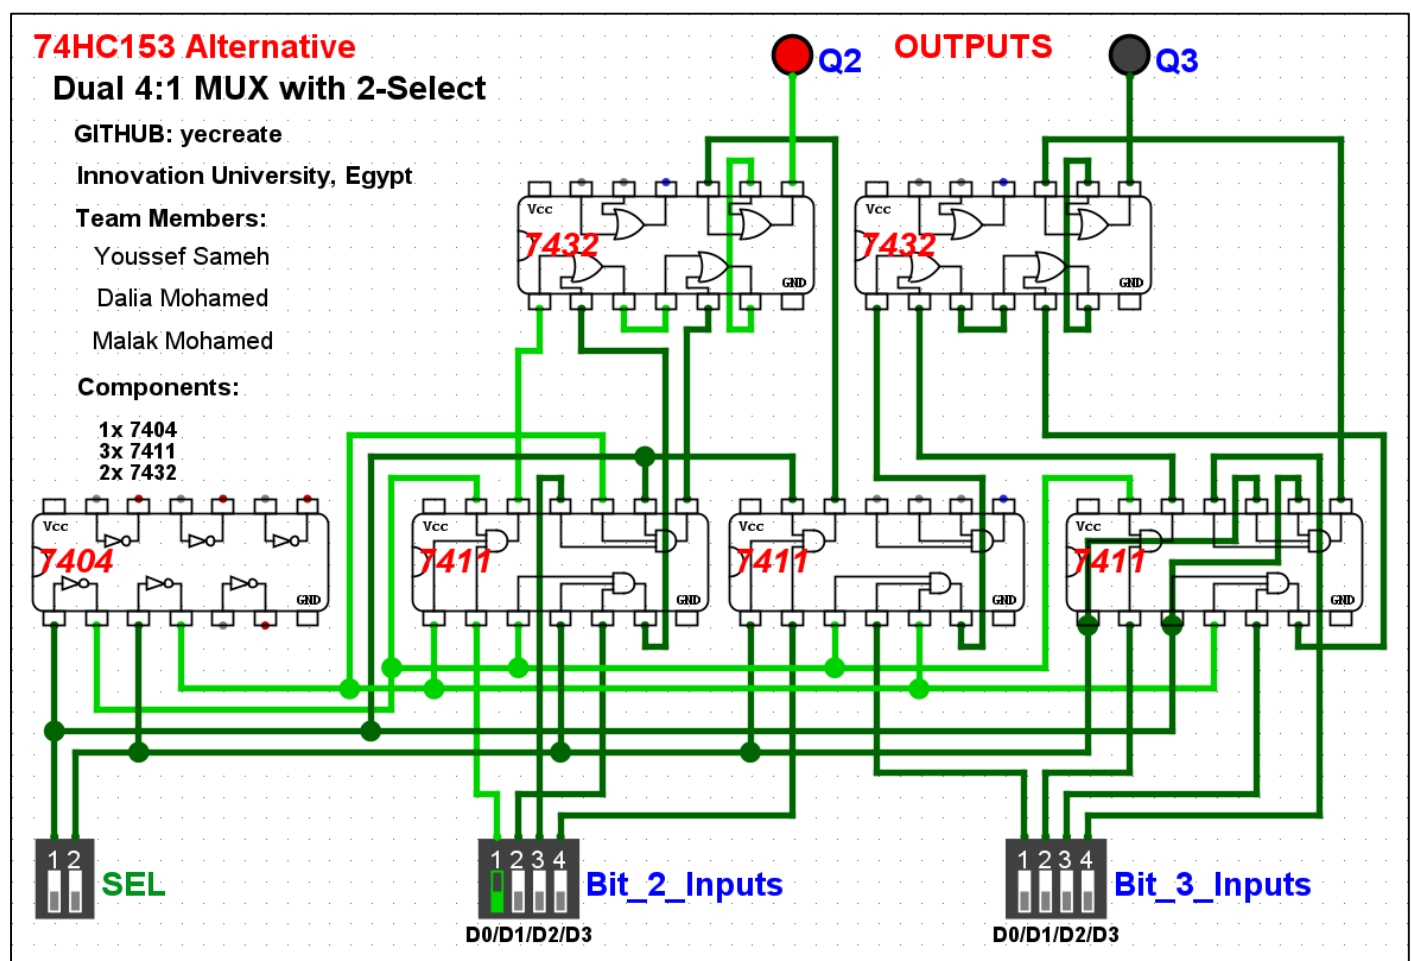 74HC153 Alternative
Dual 4:1 MUX with 2-Select
GITHUB: yecreate
Innovation University, Egypt
Team Members:
Youssef Sameh
Dalia Mohamed
Malak Mohamed
Components:
1x 7404
3x 7411
2x 7432
Q2
OUTPUTS
Q3
Vcc
7432
GND
Vcc
7432
GND
Vcc
7404
GND
Vcc
7411
GND
Vcc
7411
GND
Vcc
7411
GND
1 2
SEL
1 2 3 4
Bit_2_Inputs
D0/D1/D2/D3
1 2 3 4
Bit_3_Inputs
D0/D1/D2/D3